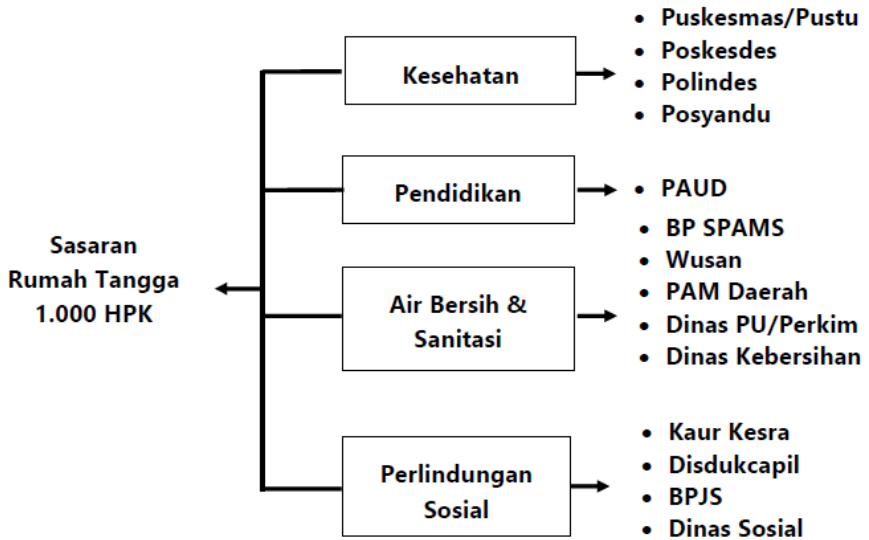 Sasaran
Rumah Tangga
1.000 HPK
Kesehatan
• Puskesmas/Pustu
• Poskesdes
• Polindes
• Posyandu
Pendidikan
• PAUD
Air Bersih &
Sanitasi
• BP SPAMS
• Wusan
• PAM Daerah
• Dinas PU/Perkim
• Dinas Kebersihan
Perlindungan
Sosial
• Kaur Kesra
• Disdukcapil
• BPJS
• Dinas Sosial